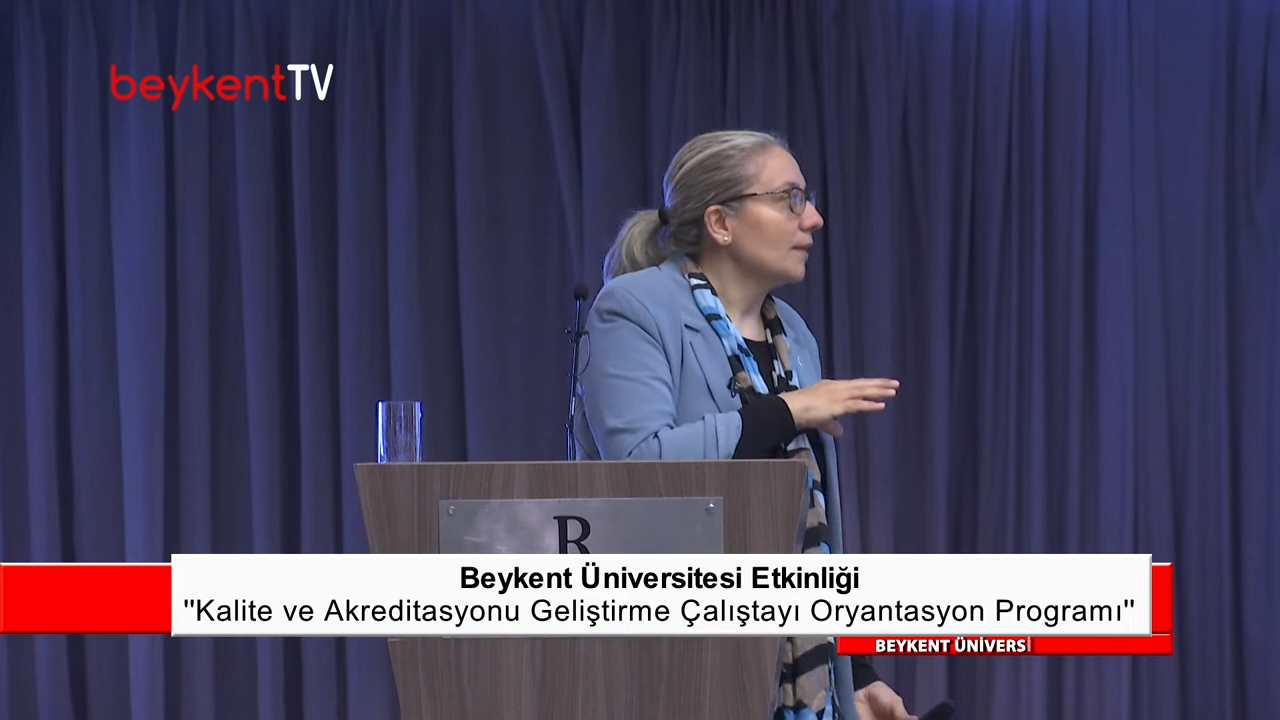 beykentTV
R
Beykent Üniversitesi Etkinliği
"Kalite ve Akreditasyonu Geliştirme Çalıştayı Oryantasyon Programı"
BEYKENT ÜNİVERSİ